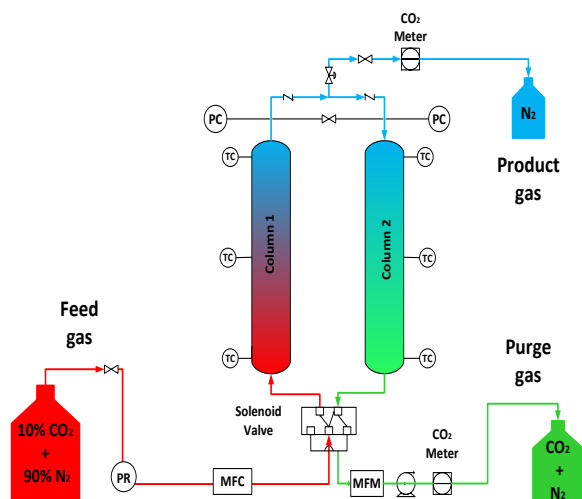 CO₂
Meter
N₂
Product
gas
PC
PC
TC
TC
Column 1
Column 2
TC
TC
TC
TC
Feed
gas
Solenoid
Valve
10% CO₂
+
90% N₂
PR
MFC
MFM
CO₂
Meter
Purge
gas
CO₂
+
N₂